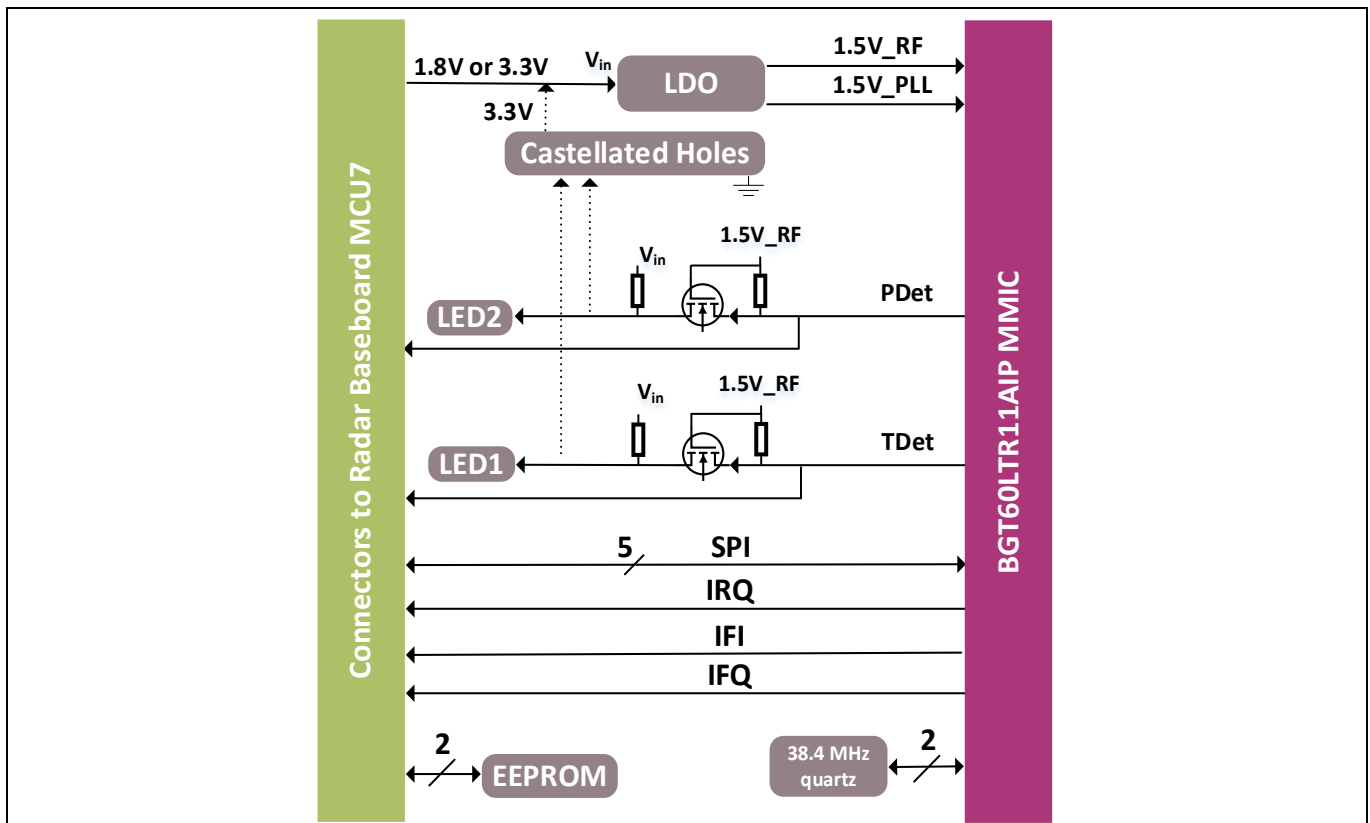 1.5V_RF
1.8V or 3.3V
Vin
LDO
1.5V_PLL
3.3V
Castellated Holes
Connectors to Radar Baseboard MCU7
BGT60LTR11AIP MMIC
1.5V_RF
Vin
PDet
LED2
1.5V_RF
Vin
TDet
LED1
5
SPI
IRQ
IFI
IFQ
2
EEPROM
38.4 MHz
quartz
2